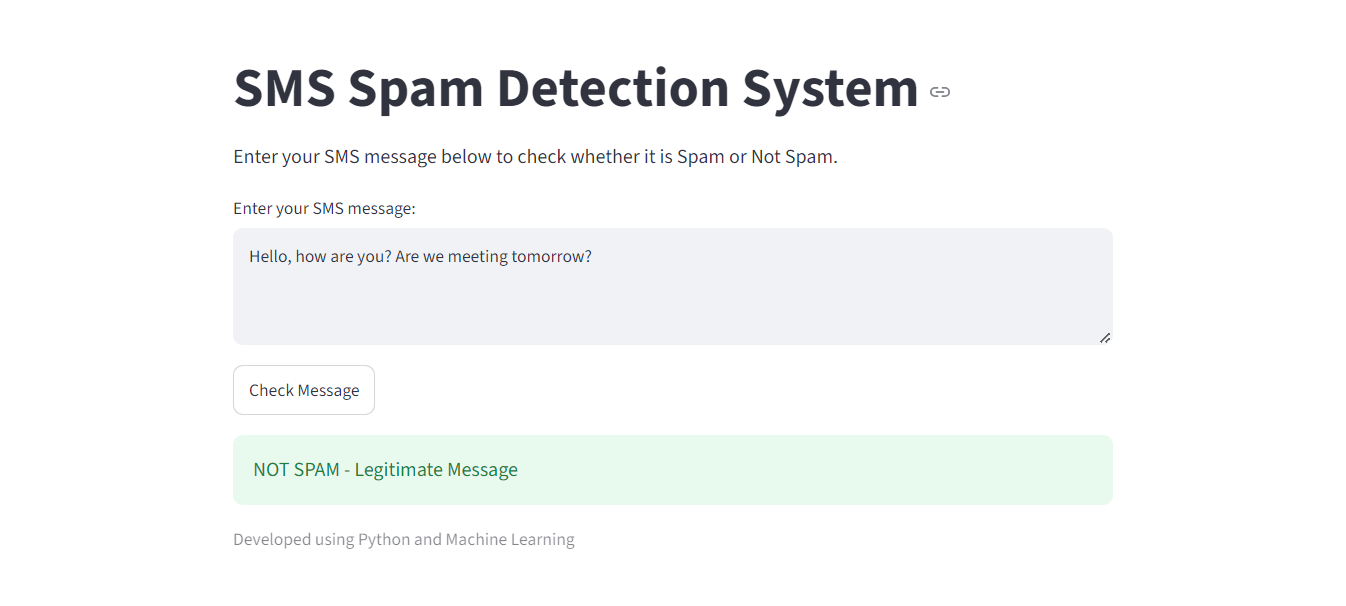 SMS Spam Detection System
Enter your SMS message below to check whether it is Spam or Not Spam.
Enter your SMS message:
Hello, how are you? Are we meeting tomorrow?
Check Message
NOT SPAM - Legitimate Message
Developed using Python and Machine Learning